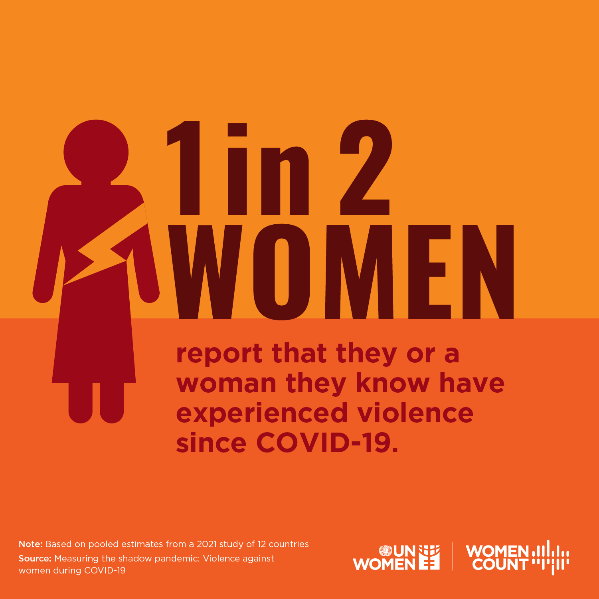 1 in 2
WOMEN
report that they or a
woman they know have
experienced violence
since COVID-19.
Note: Based on pooled estimates from a 2021 study of 12 countries
Source: Measuring the shadow pandemic: Violence against
women during COVID-19
UN
WOMEN
WOMEN
COUNT